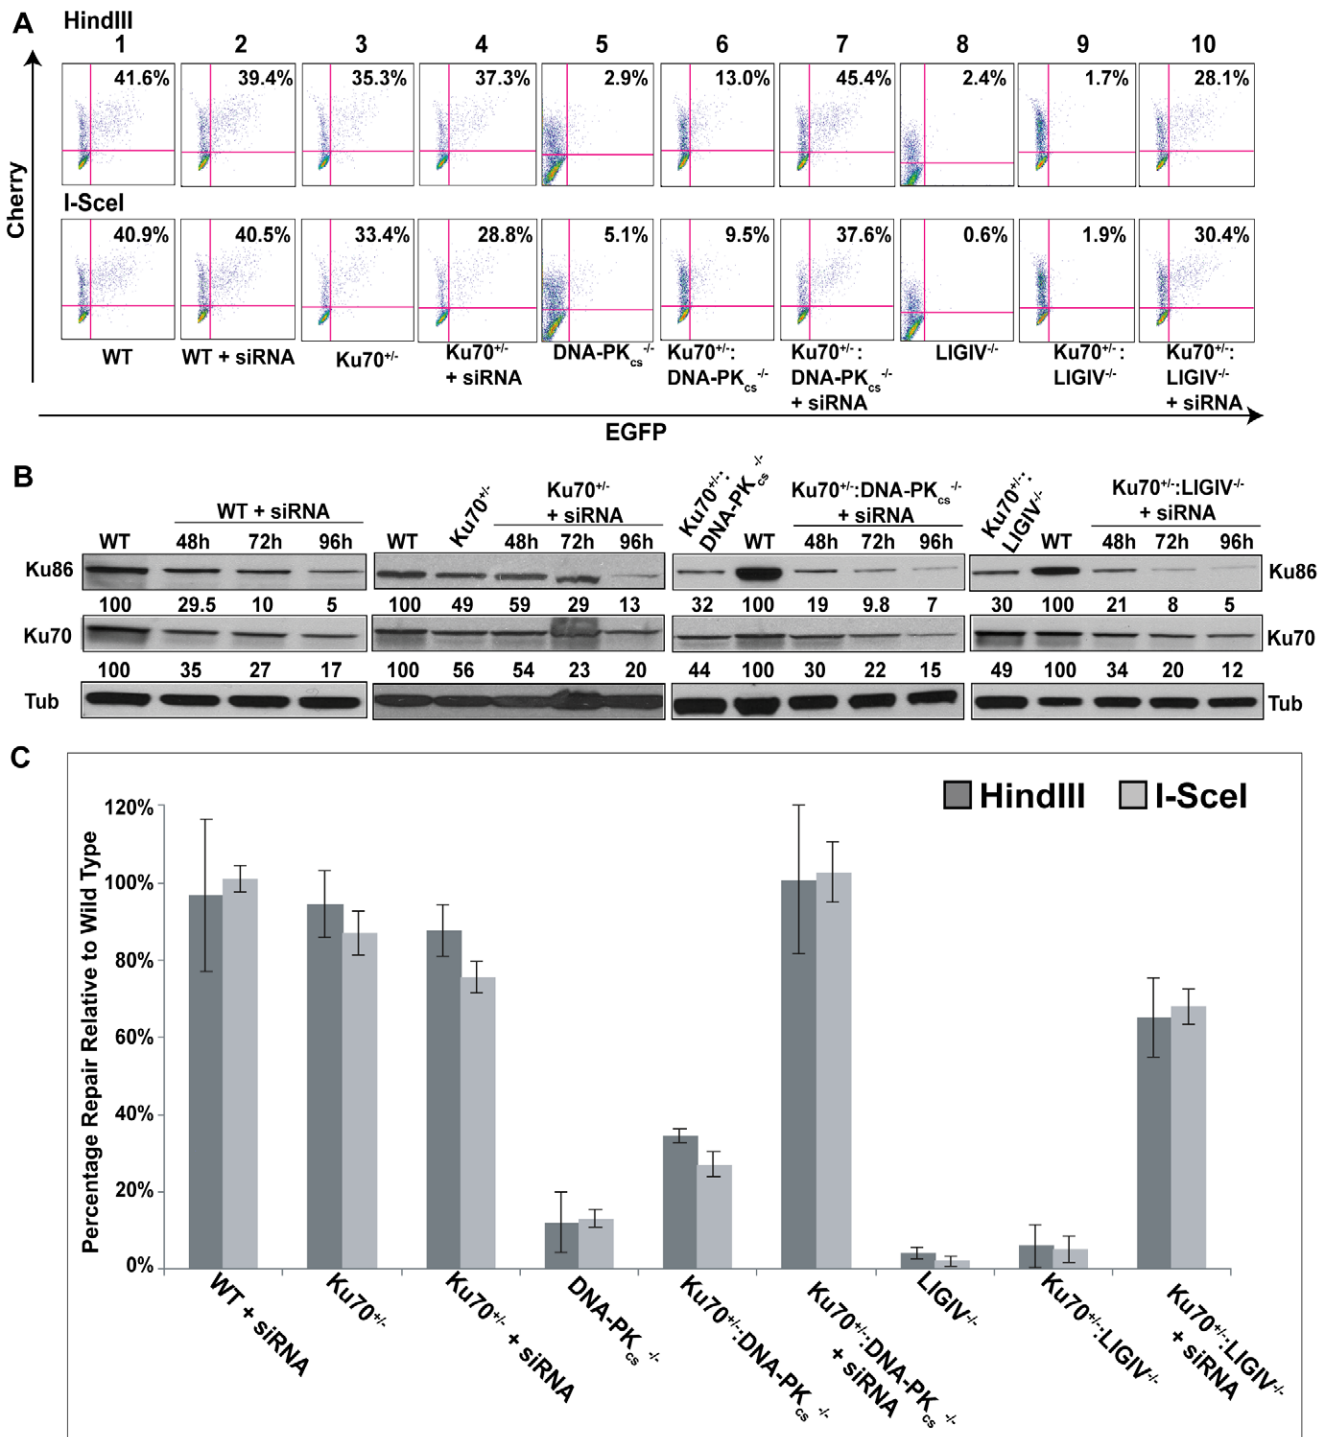 A
HindIII
1 2 3 4 5 6 7 8 9 10
41.6% 39.4% 35.3% 37.3% 2.9% 13.0% 45.4% 2.4% 1.7% 28.1%
I-SceI
40.9% 40.5% 33.4% 28.8% 5.1% 9.5% 37.6% 0.6% 1.9% 30.4%
Cherry
WT
WT + siRNA
Ku70+/-
Ku70+/-
+ siRNA
DNA-PKcs-/-
Ku70+/-:
DNA-PKcs-/-
Ku70+/-:
DNA-PKcs-/-
+ siRNA
LIGIV-/-
Ku70+/-:
LIGIV-/-
Ku70+/-:
LIGIV-/-
+ siRNA
EGFP
B
WT + siRNA
WT 48h 72h 96h
Ku70+/-
+ siRNA
WT Ku70+/- 48h 72h 96h
Ku70+/-:
DNA-PKcs-/-
Ku70+/-:DNA-PKcs-/-
+ siRNA
WT 48h 72h 96h
Ku70+/-:
LIGIV-/-
Ku70+/-:LIGIV-/-
+ siRNA
WT 48h 72h 96h
Ku86 Ku86
100 29.5 10 5 100 49 59 29 13 32 100 19 9.8 7 30 100 21 8 5
Ku70 Ku70
100 35 27 17 100 56 54 23 20 44 100 30 22 15 49 100 34 20 12
Tub Tub
C
HindIII I-SceI
Percentage Repair Relative to Wild Type
120%
100%
80%
60%
40%
20%
0%
WT + siRNA
Ku70+/-
Ku70+/- + siRNA
DNA-PKcs-/-
Ku70+/-:DNA-PKcs-/-
Ku70+/-:DNA-PKcs-/-
+ siRNA
LIGIV-/-
Ku70+/-:LIGIV-/-
Ku70+/-:LIGIV-/-
+ siRNA